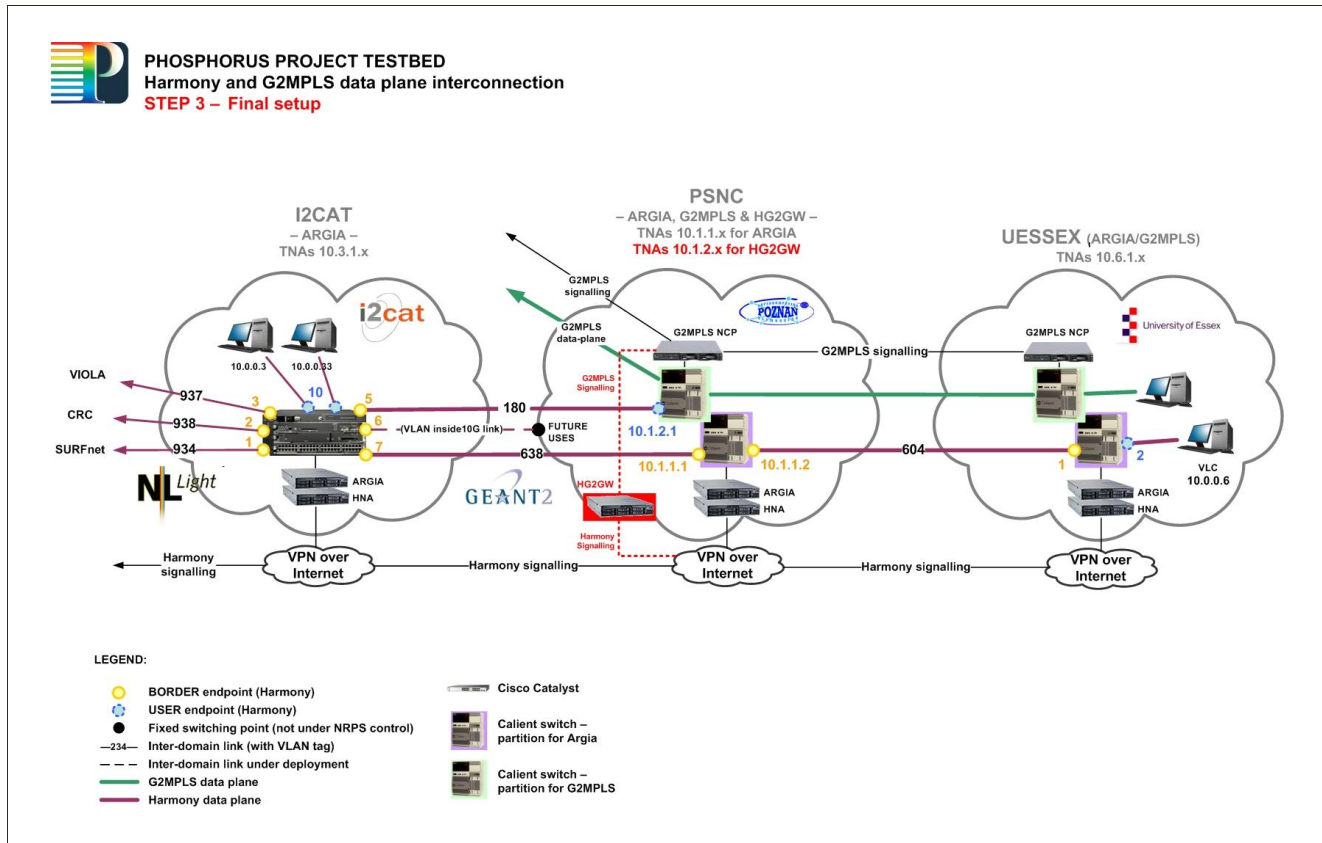 PHOSPHORUS PROJECT TESTBED
Harmony and G2MPLS data plane interconnection
STEP 3 – Final setup
I2CAT
– ARGIA –
TNAs 10.3.1.x
PSNC
– ARGIA, G2MPLS & HG2GW –
TNAs 10.1.1.x for ARGIA
TNAs 10.1.2.x for HG2GW
UESSEX (ARGIA/G2MPLS)
TNAs 10.6.1.x
G2MPLS
signalling
G2MPLS
data-plane
i2cat
POZNAŃ
University of Essex
G2MPLS NCP
G2MPLS signalling
G2MPLS NCP
10.0.0.3
10.0.0.33
VIOLA
937
CRC
938
SURFnet
934
3
2
1
10
5
6
7
180
(VLAN inside10G link)
FUTURE
USES
638
G2MPLS
Signalling
10.1.2.1
10.1.1.1
10.1.1.2
604
1
2
VLC
10.0.0.6
NL Light
GEANT2
HG2GW
Harmony
Signalling
ARGIA
HNA
ARGIA
HNA
ARGIA
HNA
Harmony
signalling
VPN over
Internet
Harmony signalling
VPN over
Internet
Harmony signalling
VPN over
Internet
LEGEND:
BORDER endpoint (Harmony)
USER endpoint (Harmony)
Fixed switching point (not under NRPS control)
—234— Inter-domain link (with VLAN tag)
Inter-domain link under deployment
G2MPLS data plane
Harmony data plane
Cisco Catalyst
Calient switch –
partition for Argia
Calient switch –
partition for G2MPLS